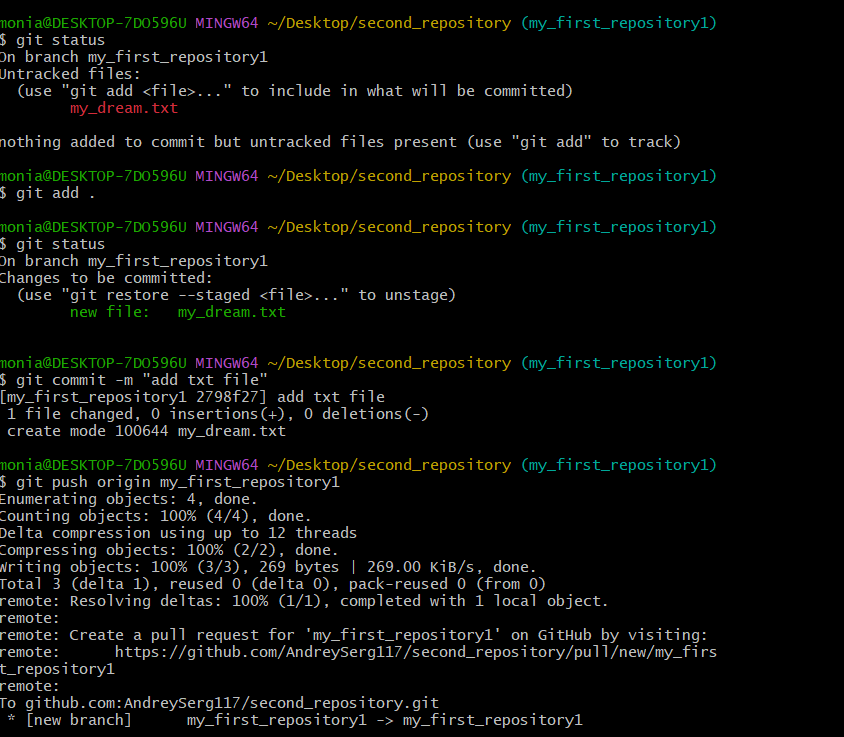 monia@DESKTOP-7DO596U MINGW64 ~/Desktop/second_repository (my_first_repository1)
$ git status
On branch my_first_repository1
Untracked files:
  (use "git add <file>..." to include in what will be committed)
        my_dream.txt

nothing added to commit but untracked files present (use "git add" to track)

monia@DESKTOP-7DO596U MINGW64 ~/Desktop/second_repository (my_first_repository1)
$ git add .

monia@DESKTOP-7DO596U MINGW64 ~/Desktop/second_repository (my_first_repository1)
$ git status
On branch my_first_repository1
Changes to be committed:
  (use "git restore --staged <file>..." to unstage)
        new file:   my_dream.txt


monia@DESKTOP-7DO596U MINGW64 ~/Desktop/second_repository (my_first_repository1)
$ git commit -m "add txt file"
[my_first_repository1 2798f27] add txt file
 1 file changed, 0 insertions(+), 0 deletions(-)
 create mode 100644 my_dream.txt

monia@DESKTOP-7DO596U MINGW64 ~/Desktop/second_repository (my_first_repository1)
$ git push origin my_first_repository1
Enumerating objects: 4, done.
Counting objects: 100% (4/4), done.
Delta compression using up to 12 threads
Compressing objects: 100% (2/2), done.
Writing objects: 100% (3/3), 269 bytes | 269.00 KiB/s, done.
Total 3 (delta 1), reused 0 (delta 0), pack-reused 0 (from 0)
remote: Resolving deltas: 100% (1/1), completed with 1 local object.
remote:
remote: Create a pull request for 'my_first_repository1' on GitHub by visiting:
remote:      https://github.com/AndreySerg117/second_repository/pull/new/my_firs
t_repository1
remote:
To github.com:AndreySerg117/second_repository.git
 * [new branch]      my_first_repository1 -> my_first_repository1